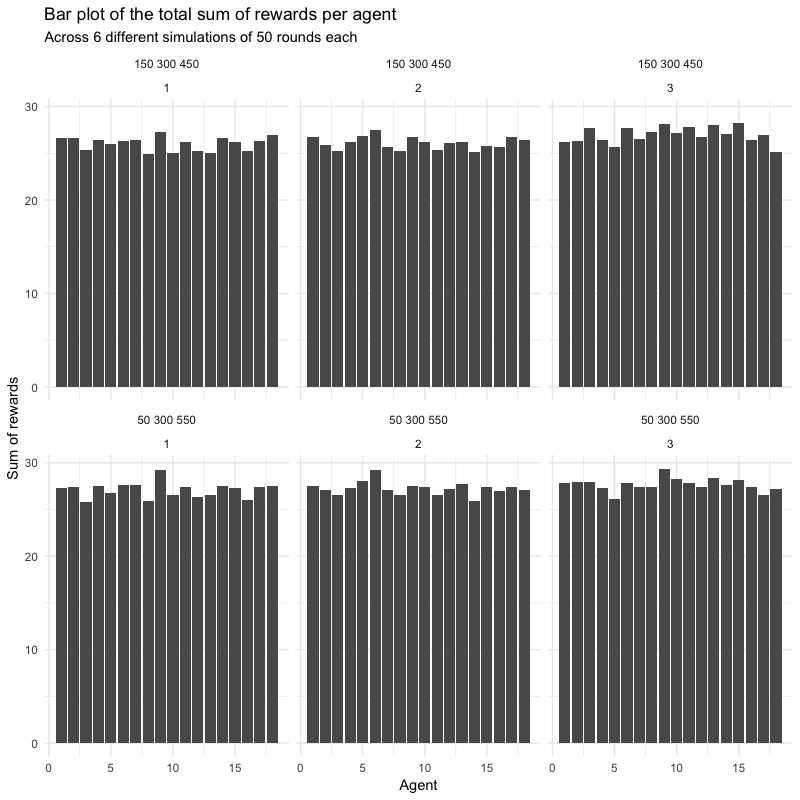 Bar plot of the total sum of rewards per agent
Across 6 different simulations of 50 rounds each
150 300 450
150 300 450
150 300 450
1
2
3
30
20
10
0
50 300 550
50 300 550
50 300 550
1
2
3
30
20
10
0
Sum of rewards
0 5 10 15
0 5 10 15
0 5 10 15
Agent